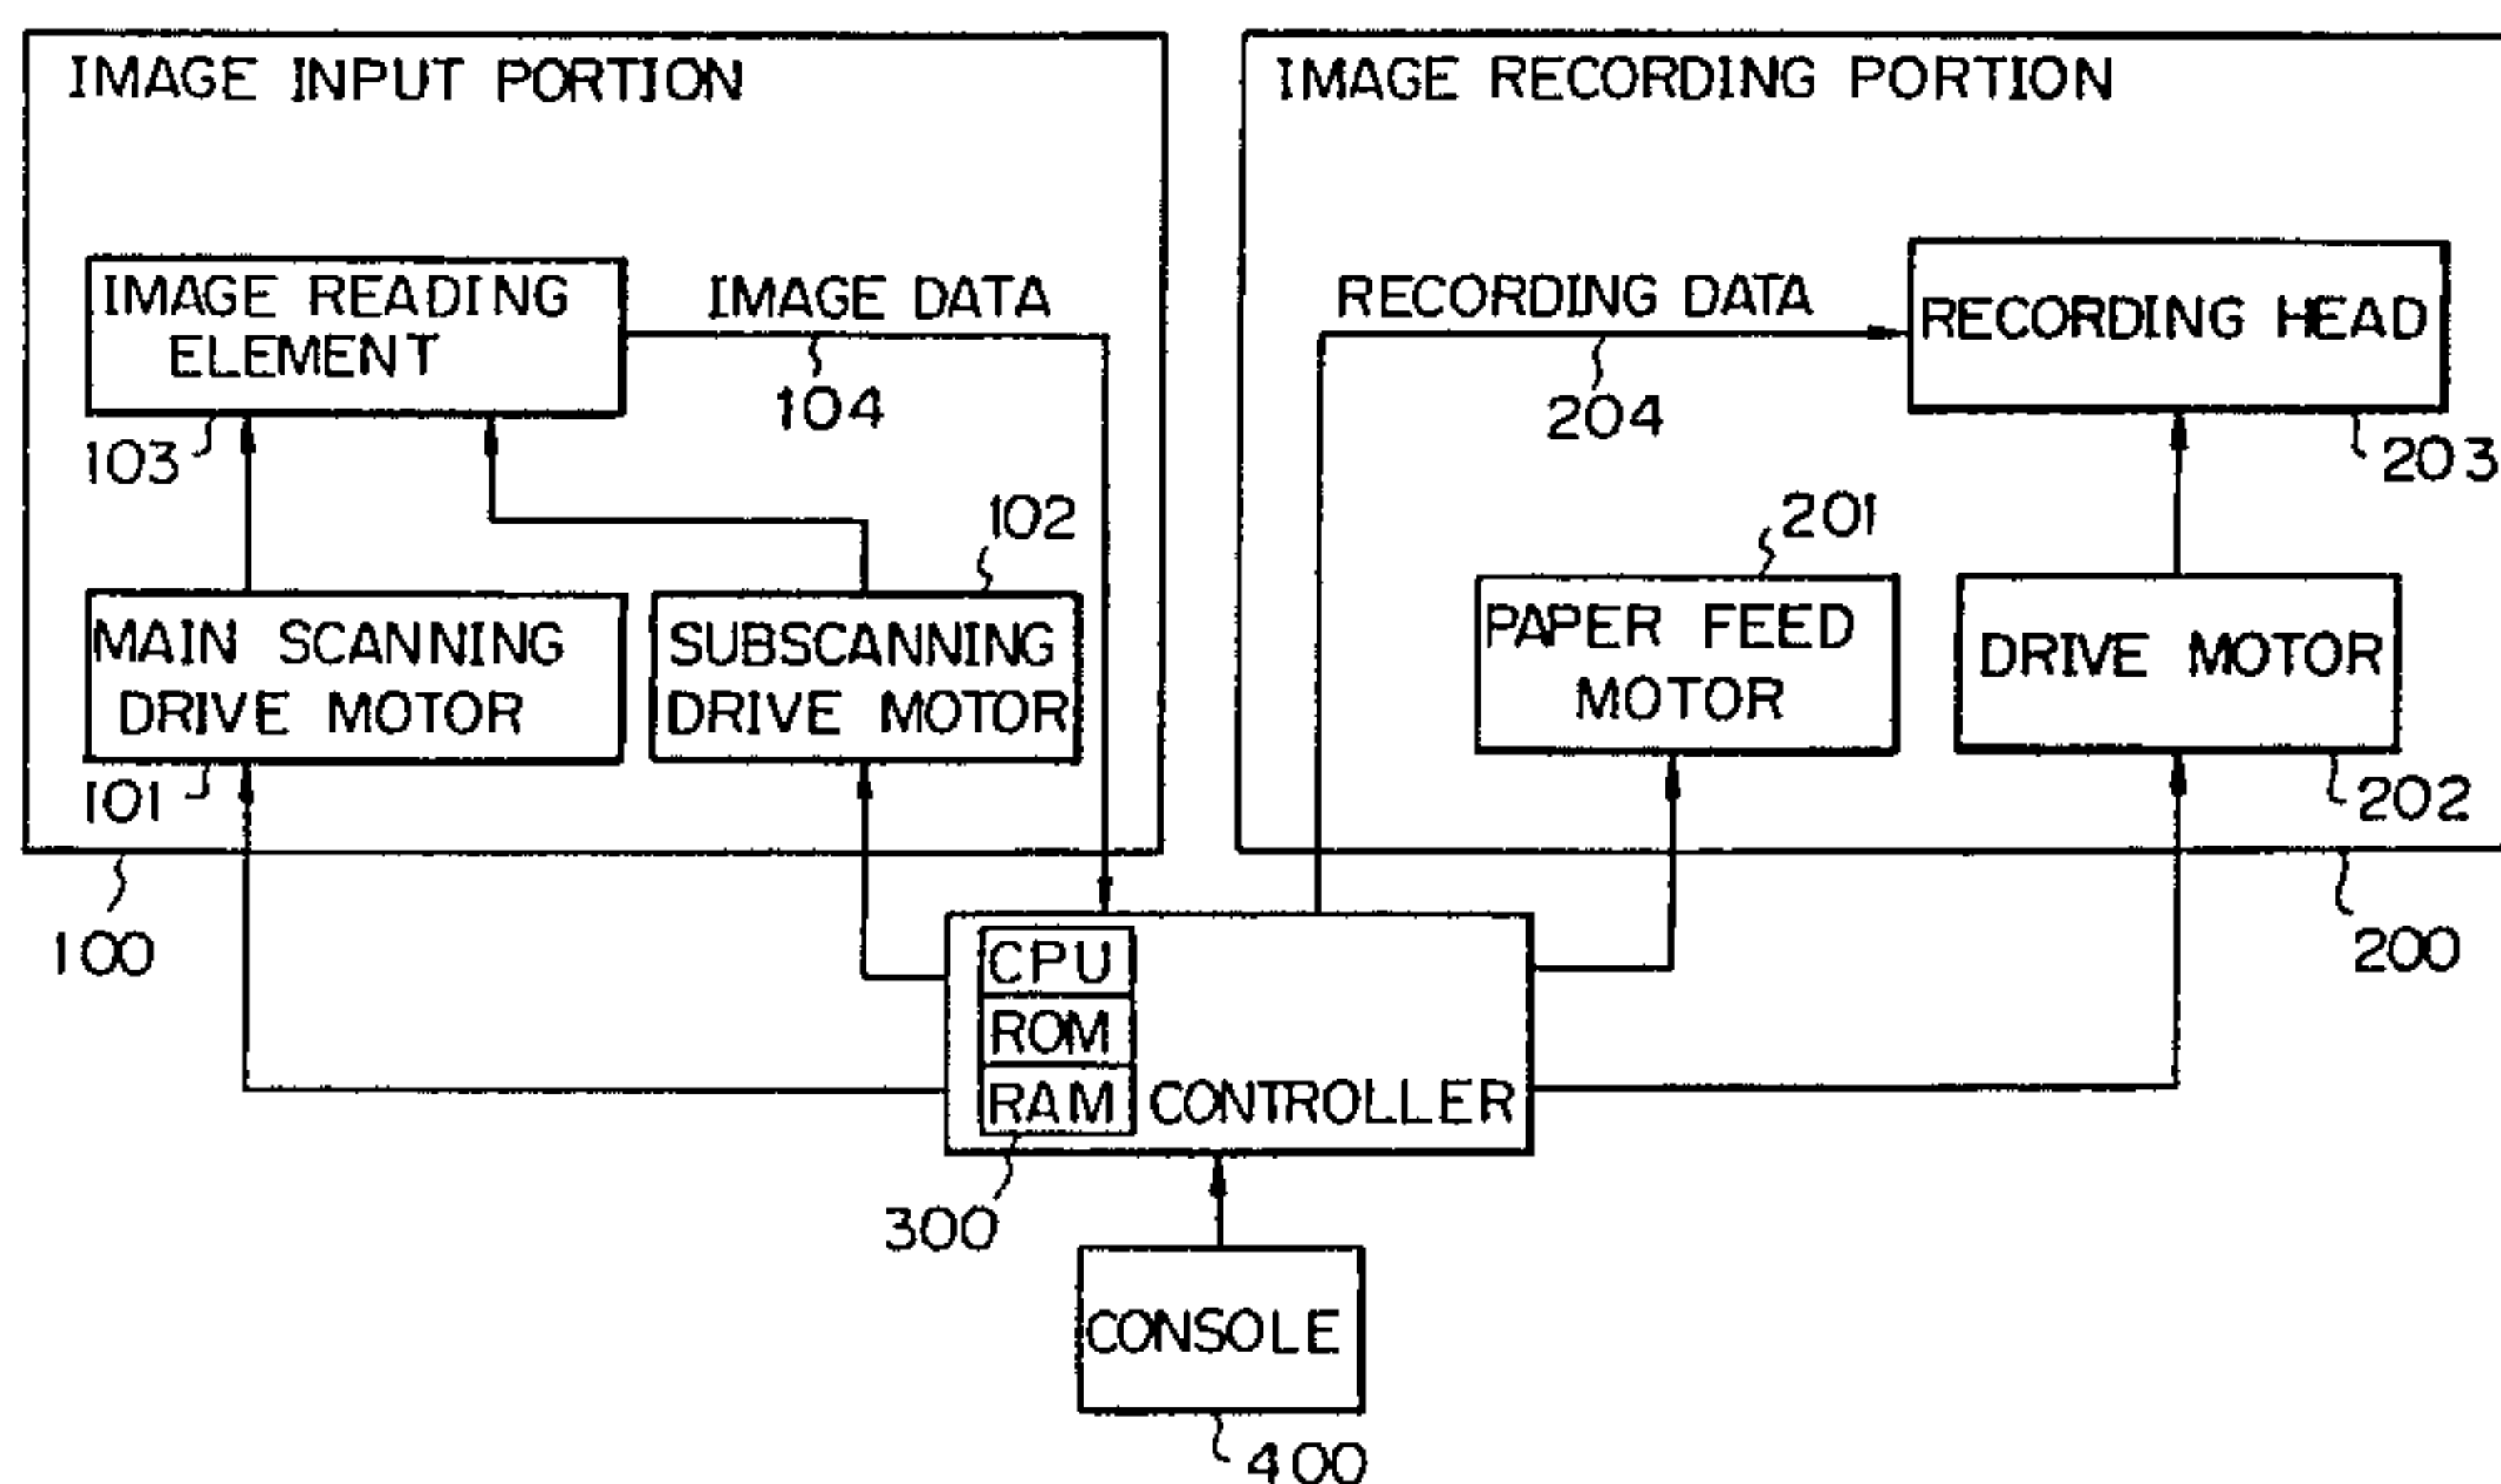 IMAGE INPUT PORTION
IMAGE READING
ELEMENT
IMAGE DATA
104
103
102
MAIN SCANNING
DRIVE MOTOR
SUBSCANNING
DRIVE MOTOR
101
100
IMAGE RECORDING PORTION
RECORDING DATA
RECORDING HEAD
204
203
201
PAPER FEED
MOTOR
DRIVE MOTOR
202
200
CPU
ROM
RAM
CONTROLLER
300
CONSOLE
400